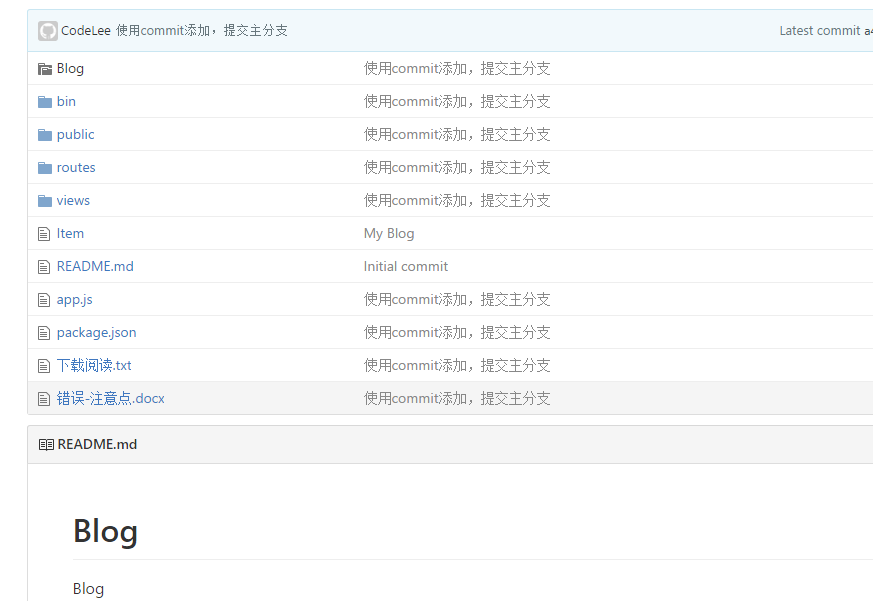 CodeLee 使用commit添加，提交主分支 Latest commit a4
Blog 使用commit添加，提交主分支
bin 使用commit添加，提交主分支
public 使用commit添加，提交主分支
routes 使用commit添加，提交主分支
views 使用commit添加，提交主分支
Item My Blog
README.md Initial commit
app.js 使用commit添加，提交主分支
package.json 使用commit添加，提交主分支
下载阅读.txt 使用commit添加，提交主分支
错误-注意点.docx 使用commit添加，提交主分支
README.md
Blog
Blog